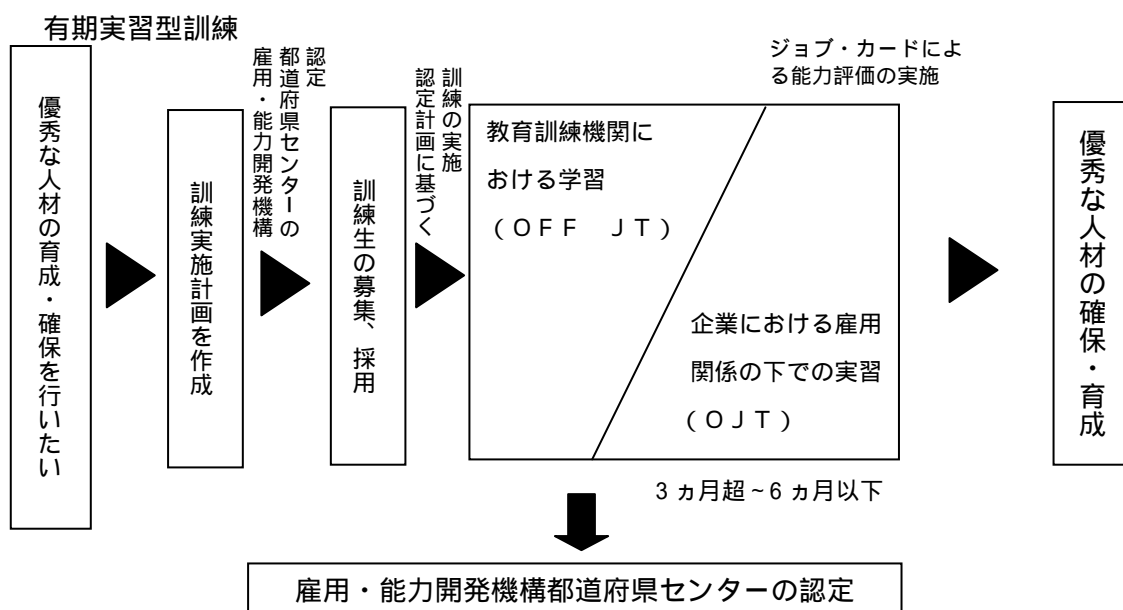 有期実習型訓練
優秀な人材の育成・確保を行いたい
訓練実施計画を作成
認定
都道府県センターの
雇用・能力開発機構
訓練生の募集、採用
訓練の実施
認定計画に基づく
ジョブ・カードによ
る能力評価の実施
教育訓練機関に
おける学習
(OFF JT)
企業における雇用
関係の下での実習
(OJT)
3ヵ月超~6ヵ月以下
優秀な人材の確保・育成
雇用・能力開発機構都道府県センターの認定